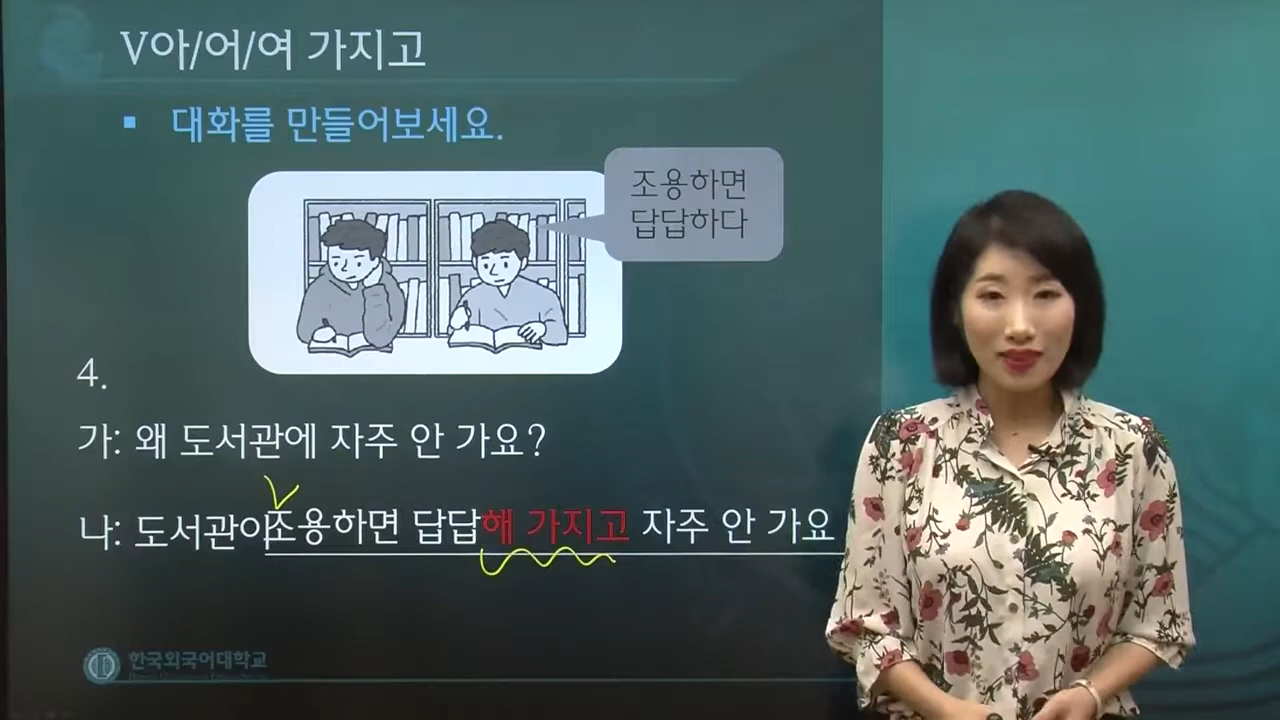 V아/어/여 가지고
▪ 대화를 만들어보세요.
조용하면
답답하다
4.
가: 왜 도서관에 자주 안 가요?
나: 도서관이조용하면 답답해 가지고 자주 안 가요
한국외국어대학교